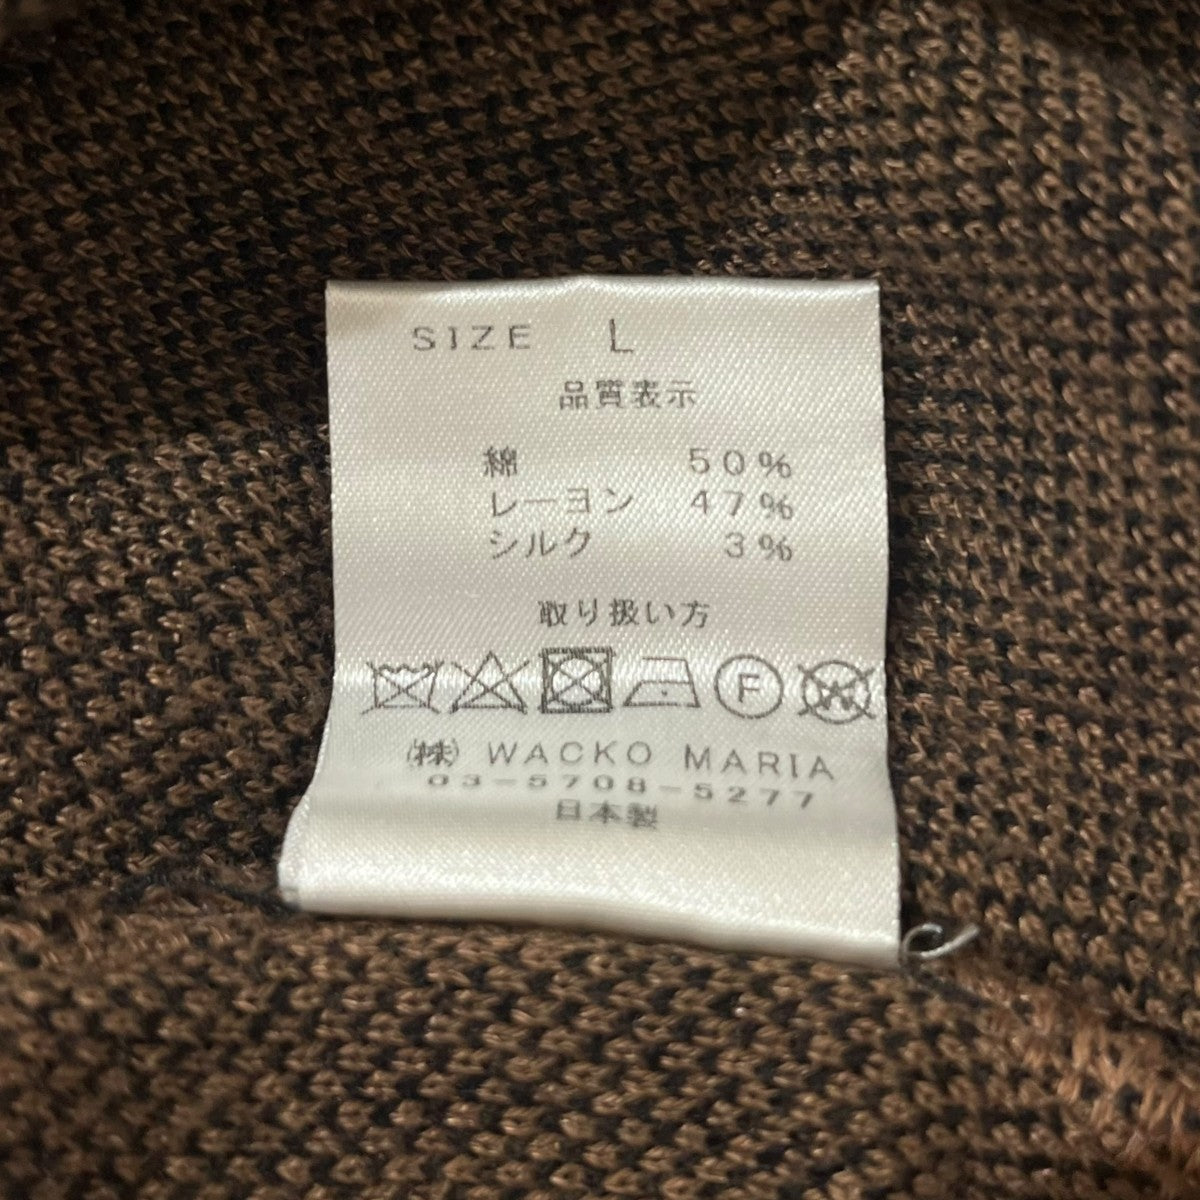 SIZE L
品質表示
綿 50%
レーヨン 47%
シルク 3%
取り扱い方
F W
㈱ WACKO MARIA
03-5708-5277
日本製